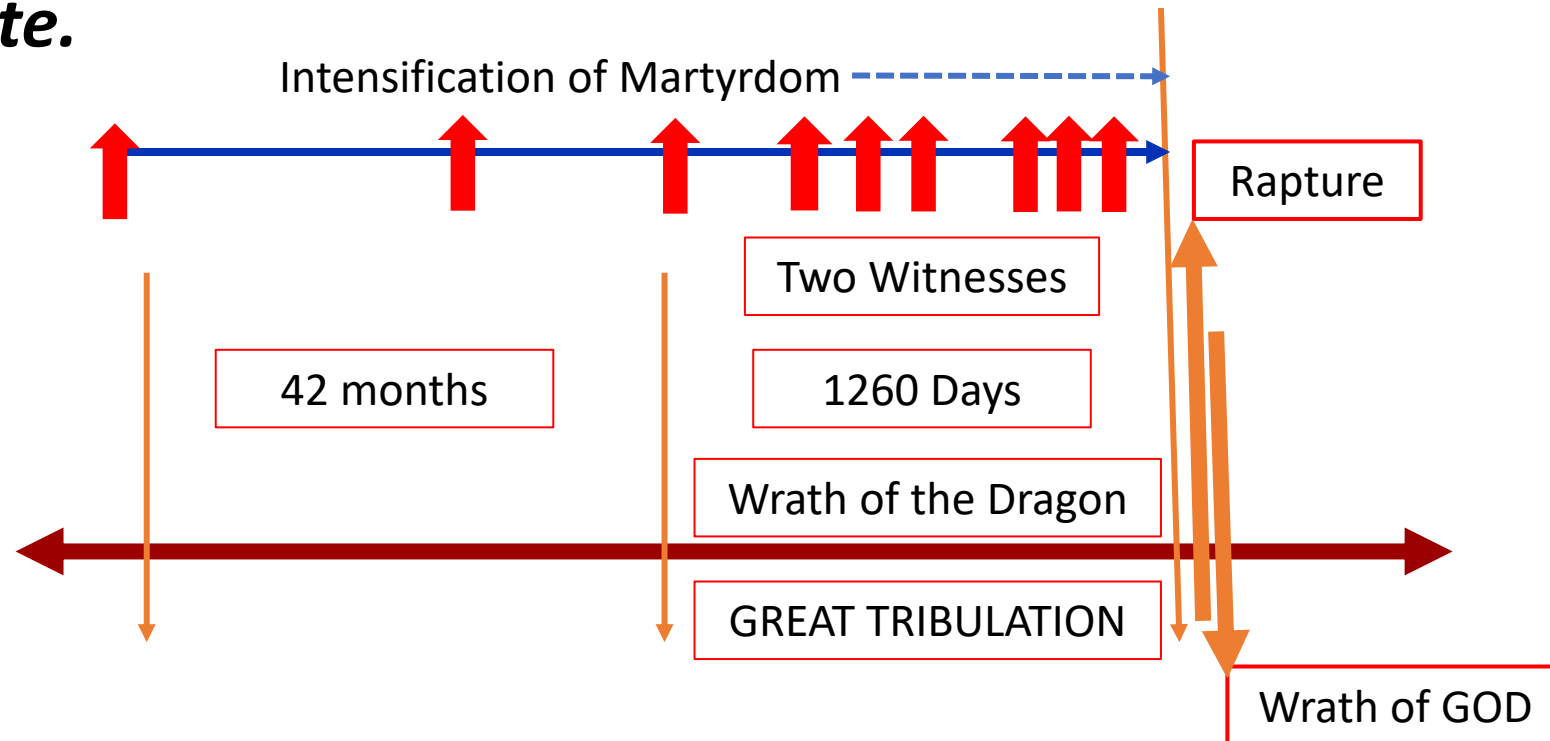 te.
Intensification of Martyrdom
Rapture
Two Witnesses
42 months
1260 Days
Wrath of the Dragon
GREAT TRIBULATION
Wrath of GOD